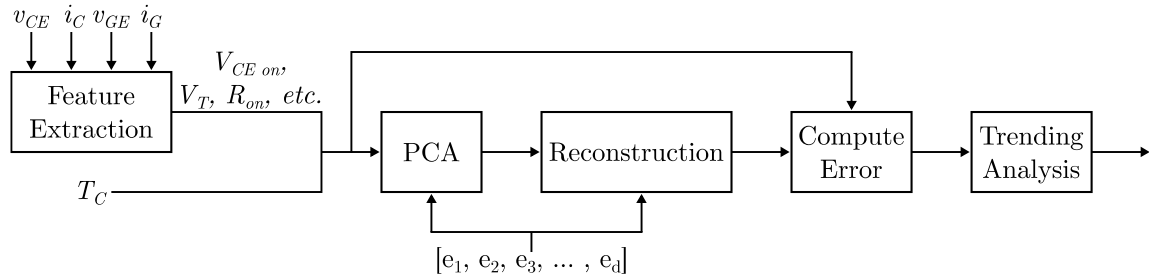 v_CE i_C v_GE i_G
Feature
Extraction
V_CE on,
V_T, R_on, etc.
T_C
PCA
Reconstruction
Compute
Error
Trending
Analysis
[e_1, e_2, e_3, ... , e_d]